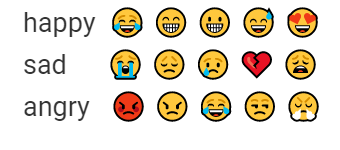 happy 😂 😁 😀 😅 😍
sad 😭 😞 😢 💔 😩
angry 😡 😠 😂 😒 😤